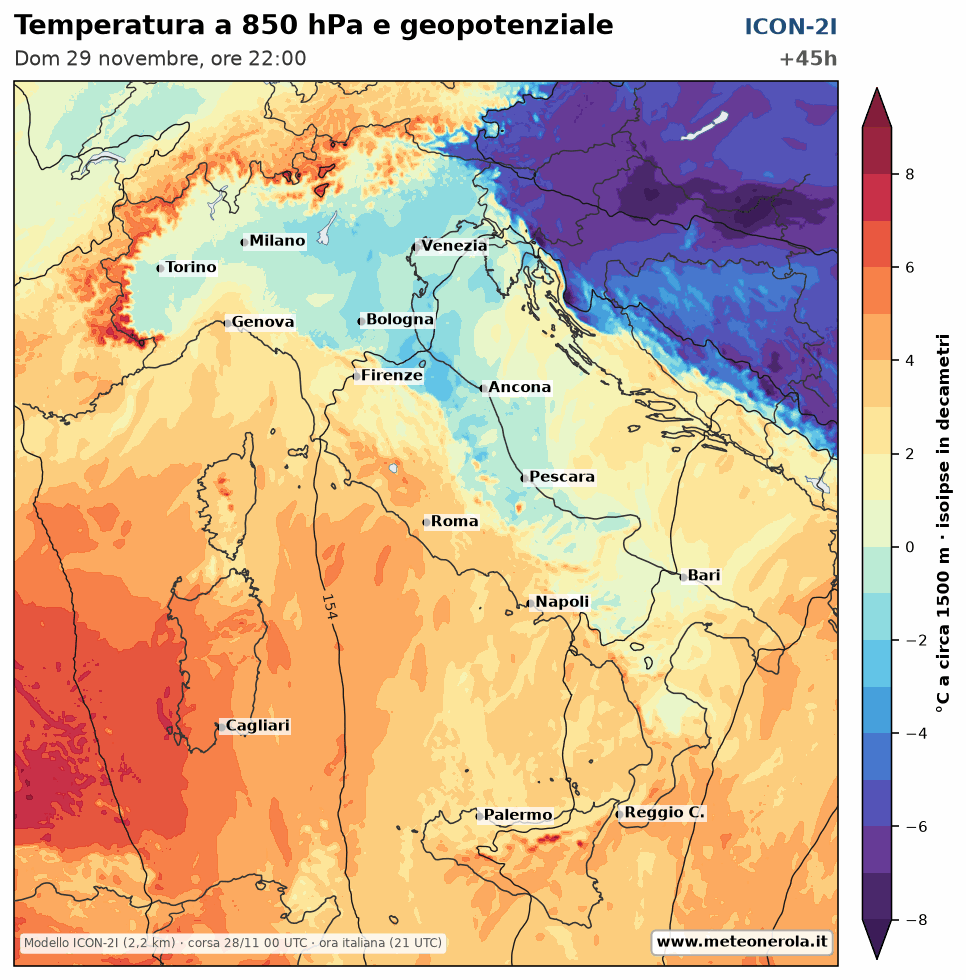 Temperatura a 850 hPa e geopotenziale
ICON-2I
Dom 29 novembre, ore 22:00
+45h
Milano
Venezia
Torino
Genova
Bologna
Firenze
Ancona
Pescara
Roma
Bari
Napoli
154
Cagliari
Palermo
Reggio C.
8
6
4
2
0
−2
−4
−6
−8
°C a circa 1500 m · isoipse in decametri
Modello ICON-2I (2,2 km) · corsa 28/11 00 UTC · ora italiana (21 UTC)
www.meteonerola.it